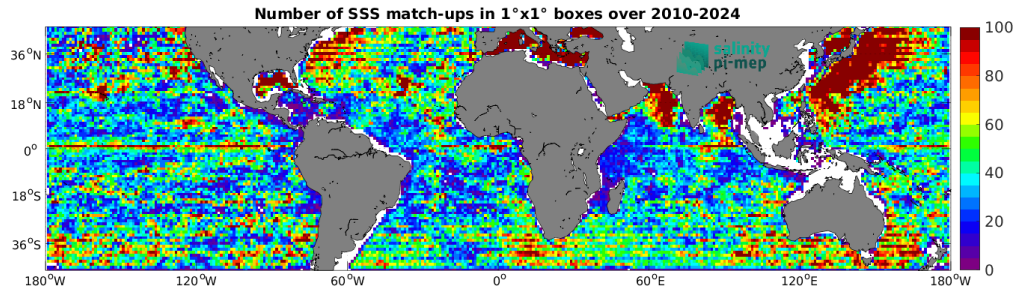 Number of SSS match-ups in 1°x1° boxes over 2010-2024
salinity
pi-mep
36°N
18°N
0°
18°S
36°S
180°W
120°W
60°W
0°
60°E
120°E
180°W
100
80
60
40
20
0